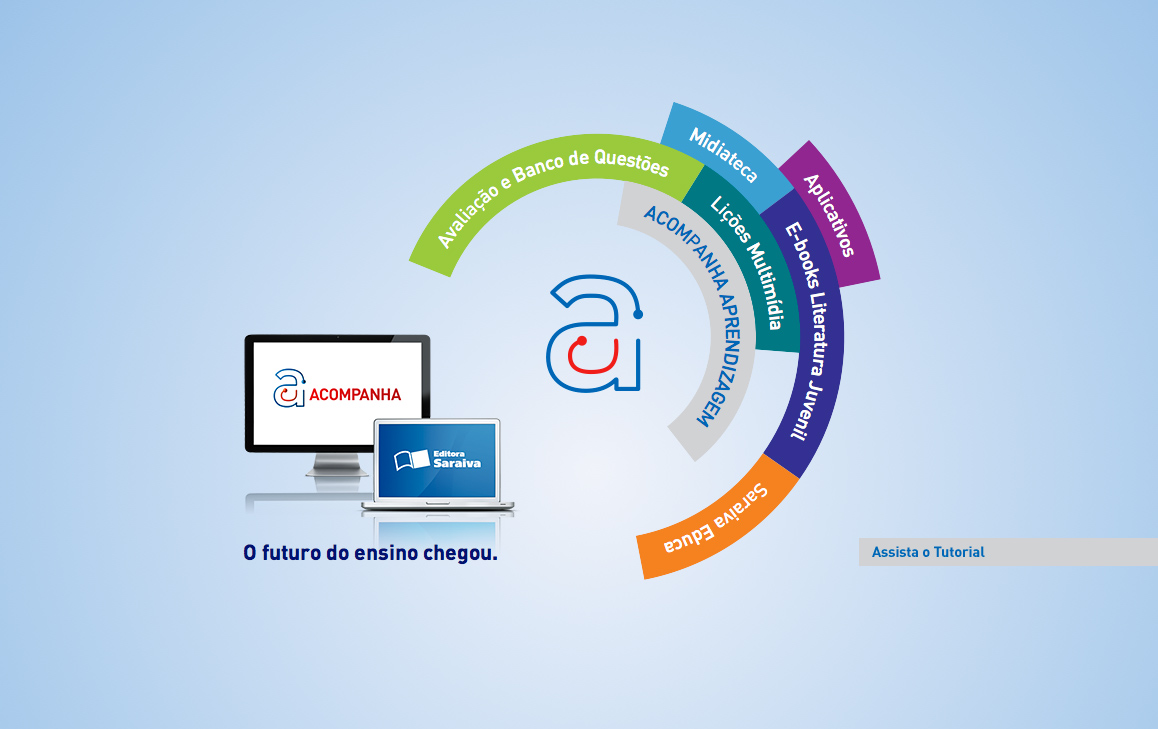 Midiateca
Aplicativos
Avaliação e Banco de Questões
Lições Multimídia
E-books Literatura Juvenil
ACOMPANHA APRENDIZAGEM
Saraiva Educa
ACOMPANHA
Editora
Saraiva
O futuro do ensino chegou.
Assista o Tutorial